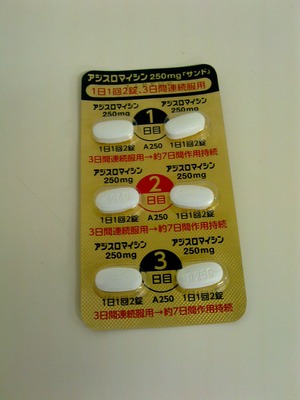 アジスロマイシン250mg「サンド」
1日1回2錠、3日間連続服用
アジスロマイシン 250mg 1 日目 アジスロマイシン 250mg
1日1回2錠 A250 1日1回2錠
3日間連続服用→約7日間作用持続
アジスロマイシン 250mg 2 日目 アジスロマイシン 250mg
1日1回2錠 A250 1日1回2錠
3日間連続服用→約7日間作用持続
アジスロマイシン 250mg 3 日目 アジスロマイシン 250mg
1日1回2錠 A250 1日1回2錠
3日間連続服用→約7日間作用持続